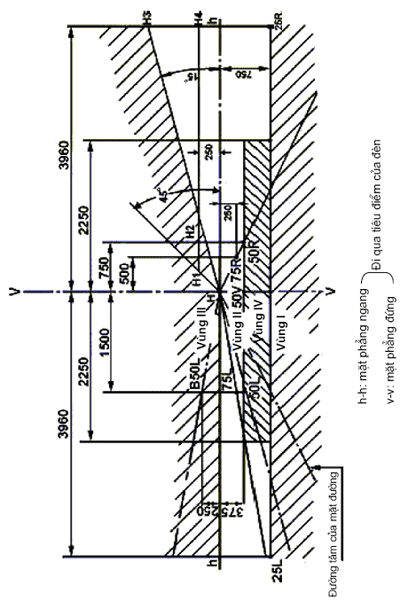 3960
3960
2250
2250
750
500
1500
V
V
h
h
H3
H4
26R
15°
750
250
45°
250
H2
H1
H
75R
50R
50V
Vùng III
Vùng II
Vùng IV
Vùng I
B50L
75L
50L
250
375
25L
h-h: mặt phẳng ngang
v-v: mặt phẳng đứng
Đi qua tiêu điểm của đèn
Đường tâm của mặt đường